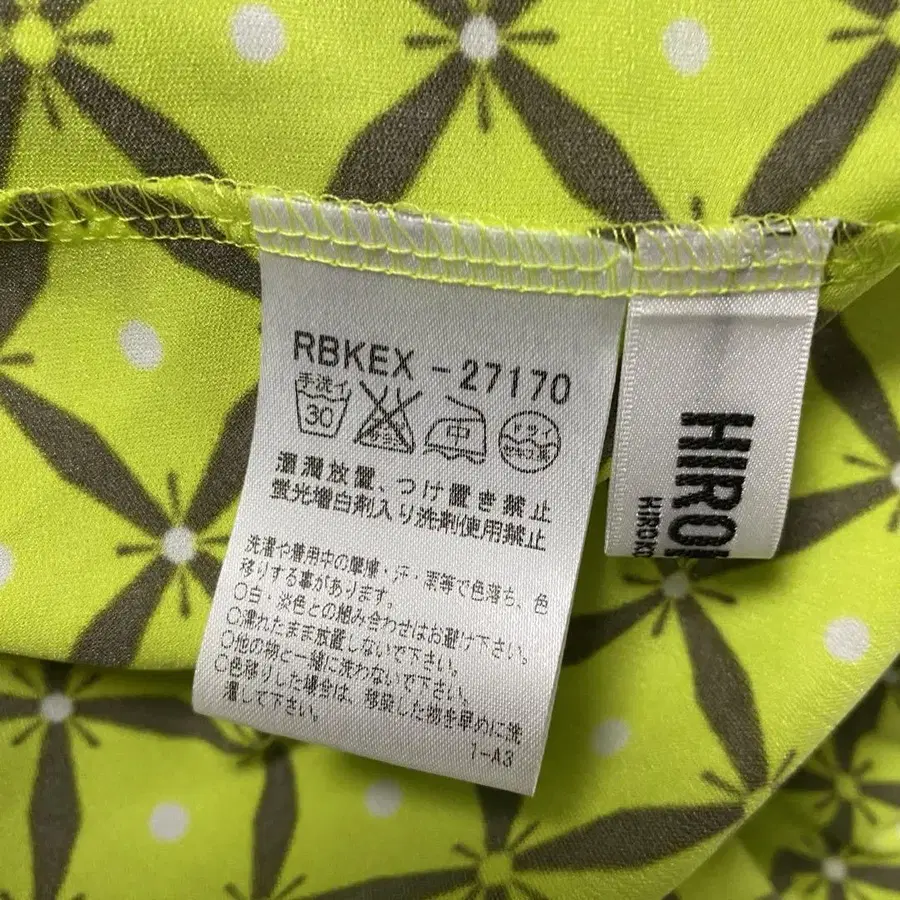 RBKEX -27170
手洗イ
30
中
ドライ
濡潤放置、つけ置き禁止
蛍光増白剤入り洗剤使用禁止
洗濯や着用中の摩擦・汗・雨等で色落ち、色
移りする事があります。
○白・淡色との組み合わせはお避け下さい。
○濡れたまま放置しないで下さい。
○他の物と一緒に洗わないで下さい。
○色移りした場合は、移染した物を早めに洗
濯して下さい。
1-A3
HIRO
HIROK